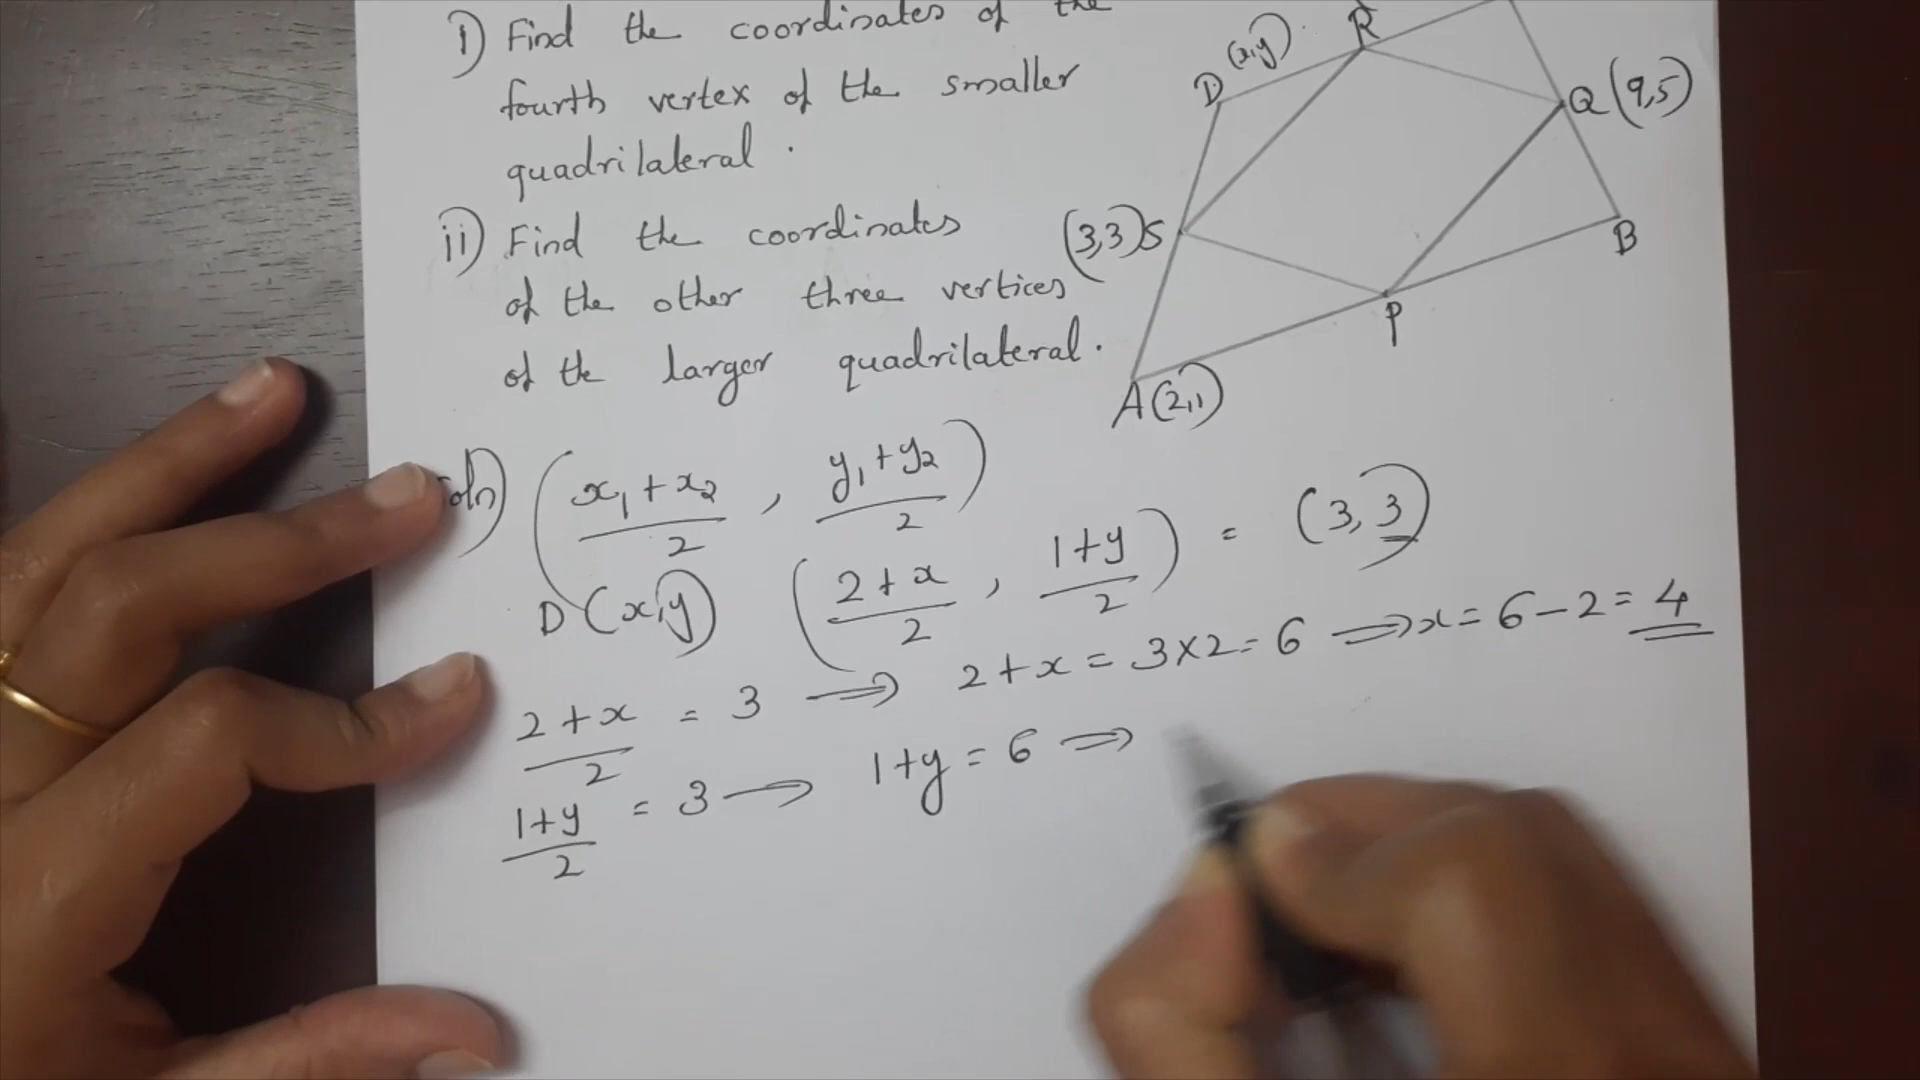 i) Find the coordinates of the
fourth vertex of the smaller
quadrilateral.
ii) Find the coordinates
of the other three vertices
of the larger quadrilateral.
D (x,y)
R
Q (9,5)
(3,3) S
B
P
A (2,1)
soln) ( x₁ + x₂ / 2 , y₁ + y₂ / 2 )
D (x,y) ( 2 + x / 2 , 1 + y / 2 ) = (3, 3)
2 + x / 2 = 3 ⟹ 2 + x = 3 × 2 = 6 ⟹ x = 6 – 2 = 4
1 + y / 2 = 3 → 1 + y = 6 ⟹